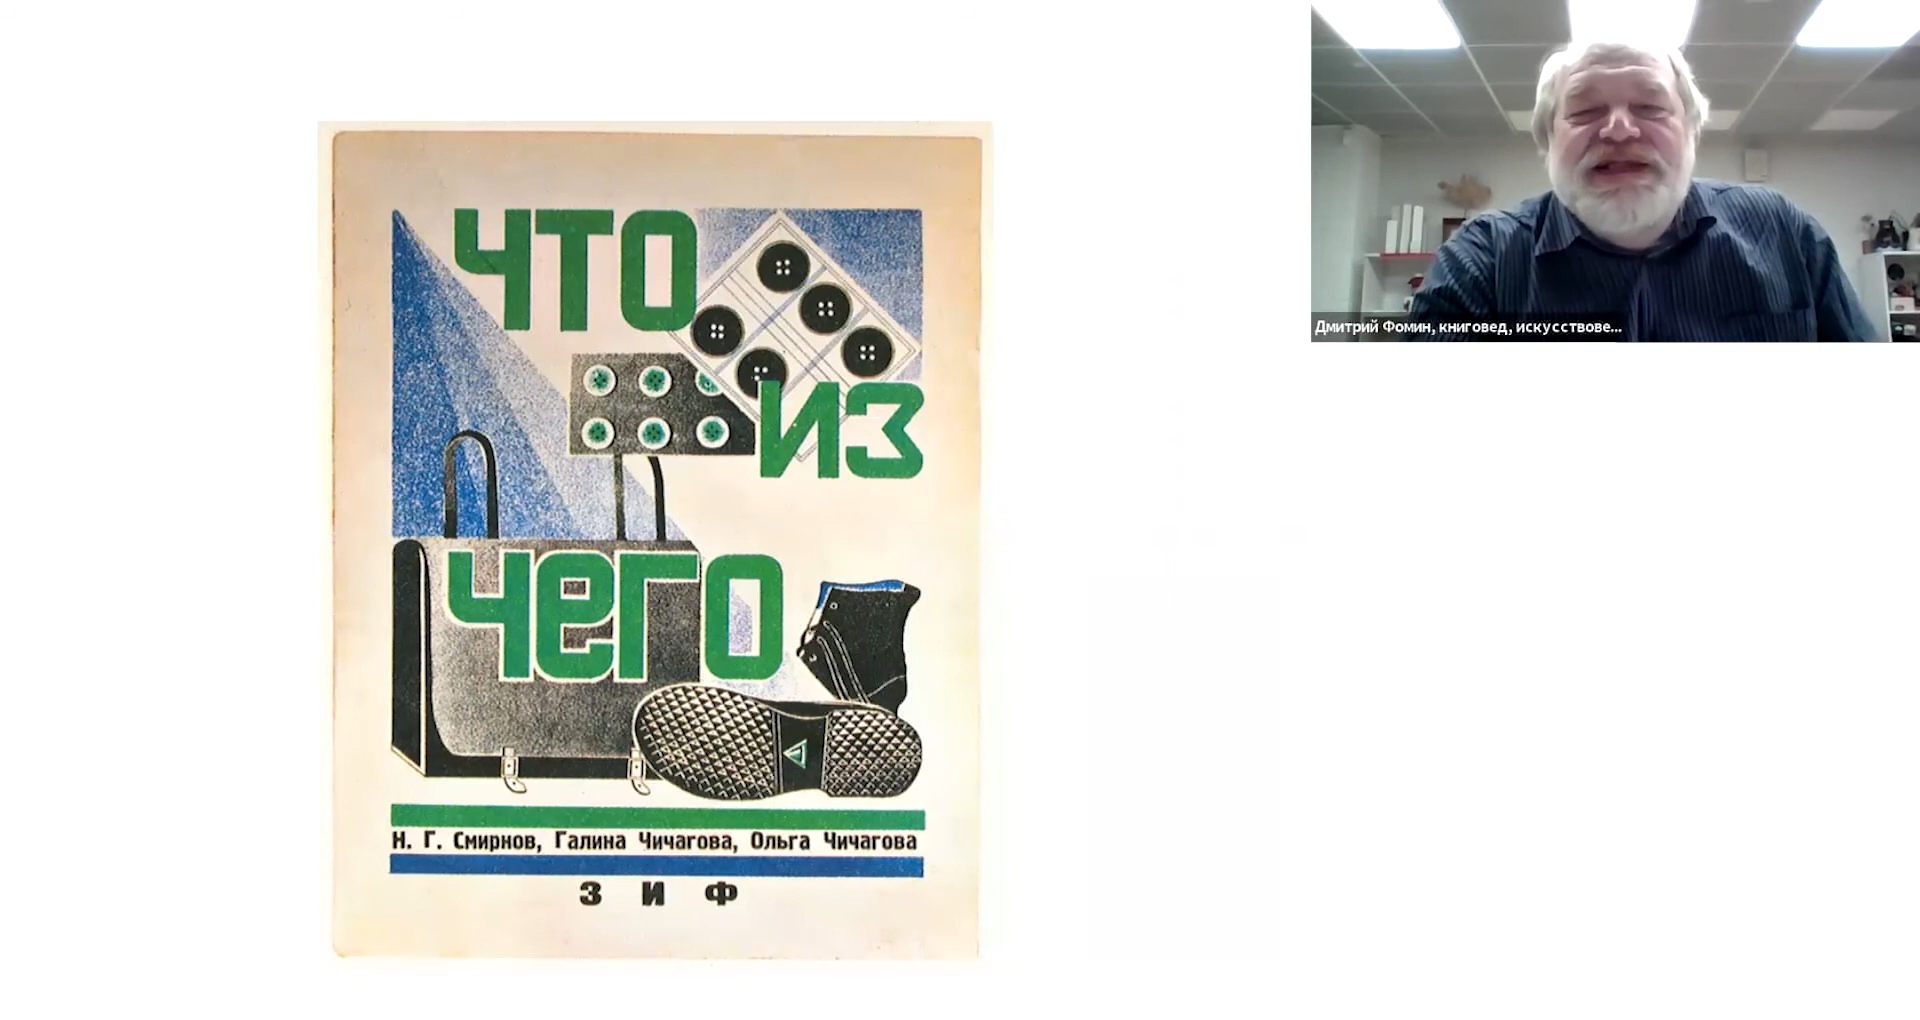 ЧТО
ИЗ
ЧЕГО
Н. Г. Смирнов, Галина Чичагова, Ольга Чичагова
З И Ф
Дмитрий Фомин, книговед, искусствове...